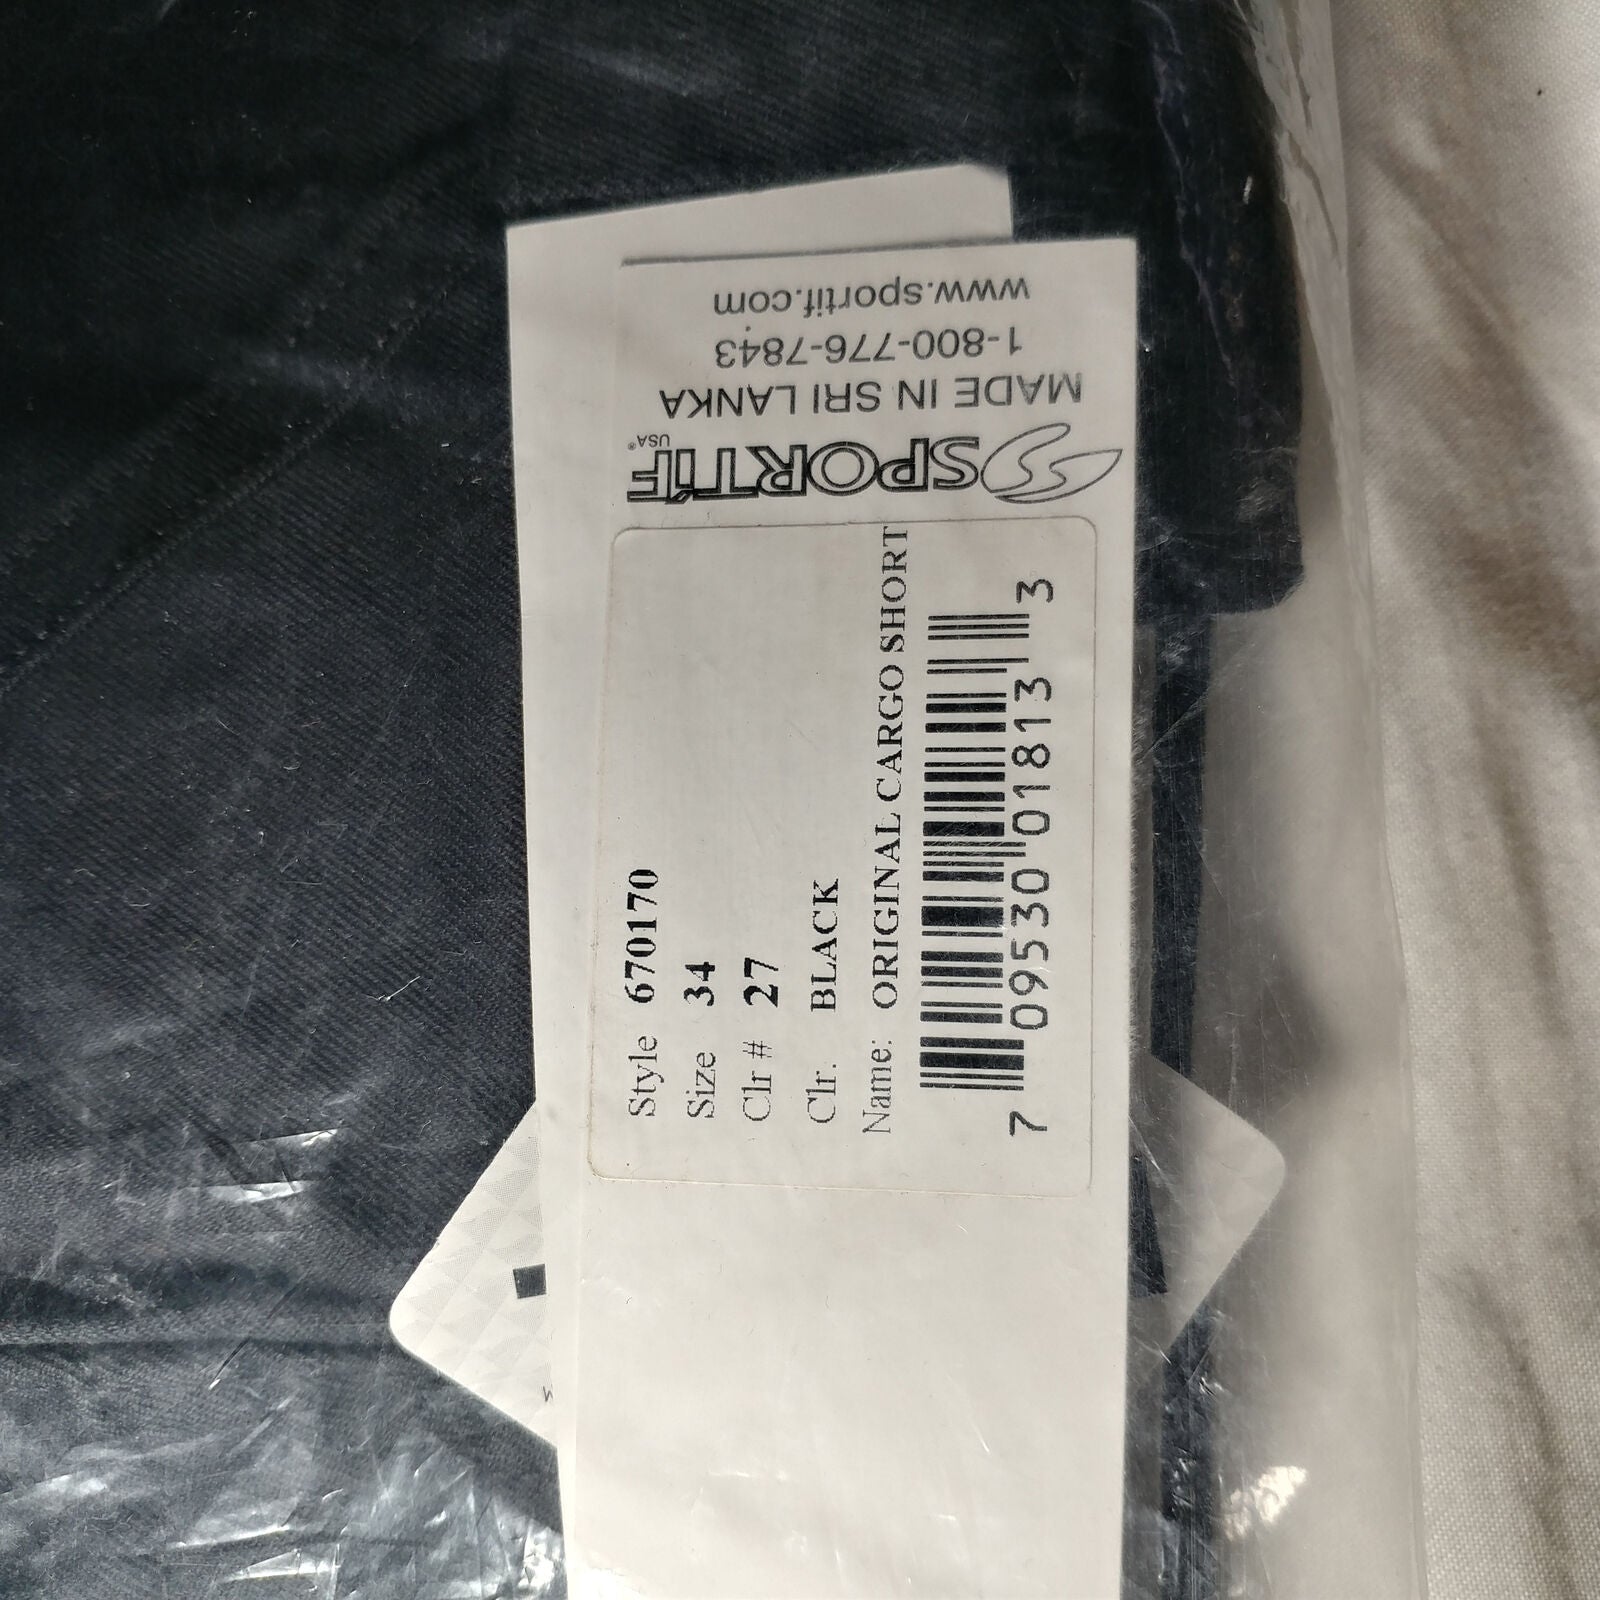 www.sportif.com
1-800-776-7843
MADE IN SRI LANKA
SPORTIF USA®
Style 670170
Size 34
Clr # 27
Clr. BLACK
Name: ORIGINAL CARGO SHORT
7 09530 01813 3